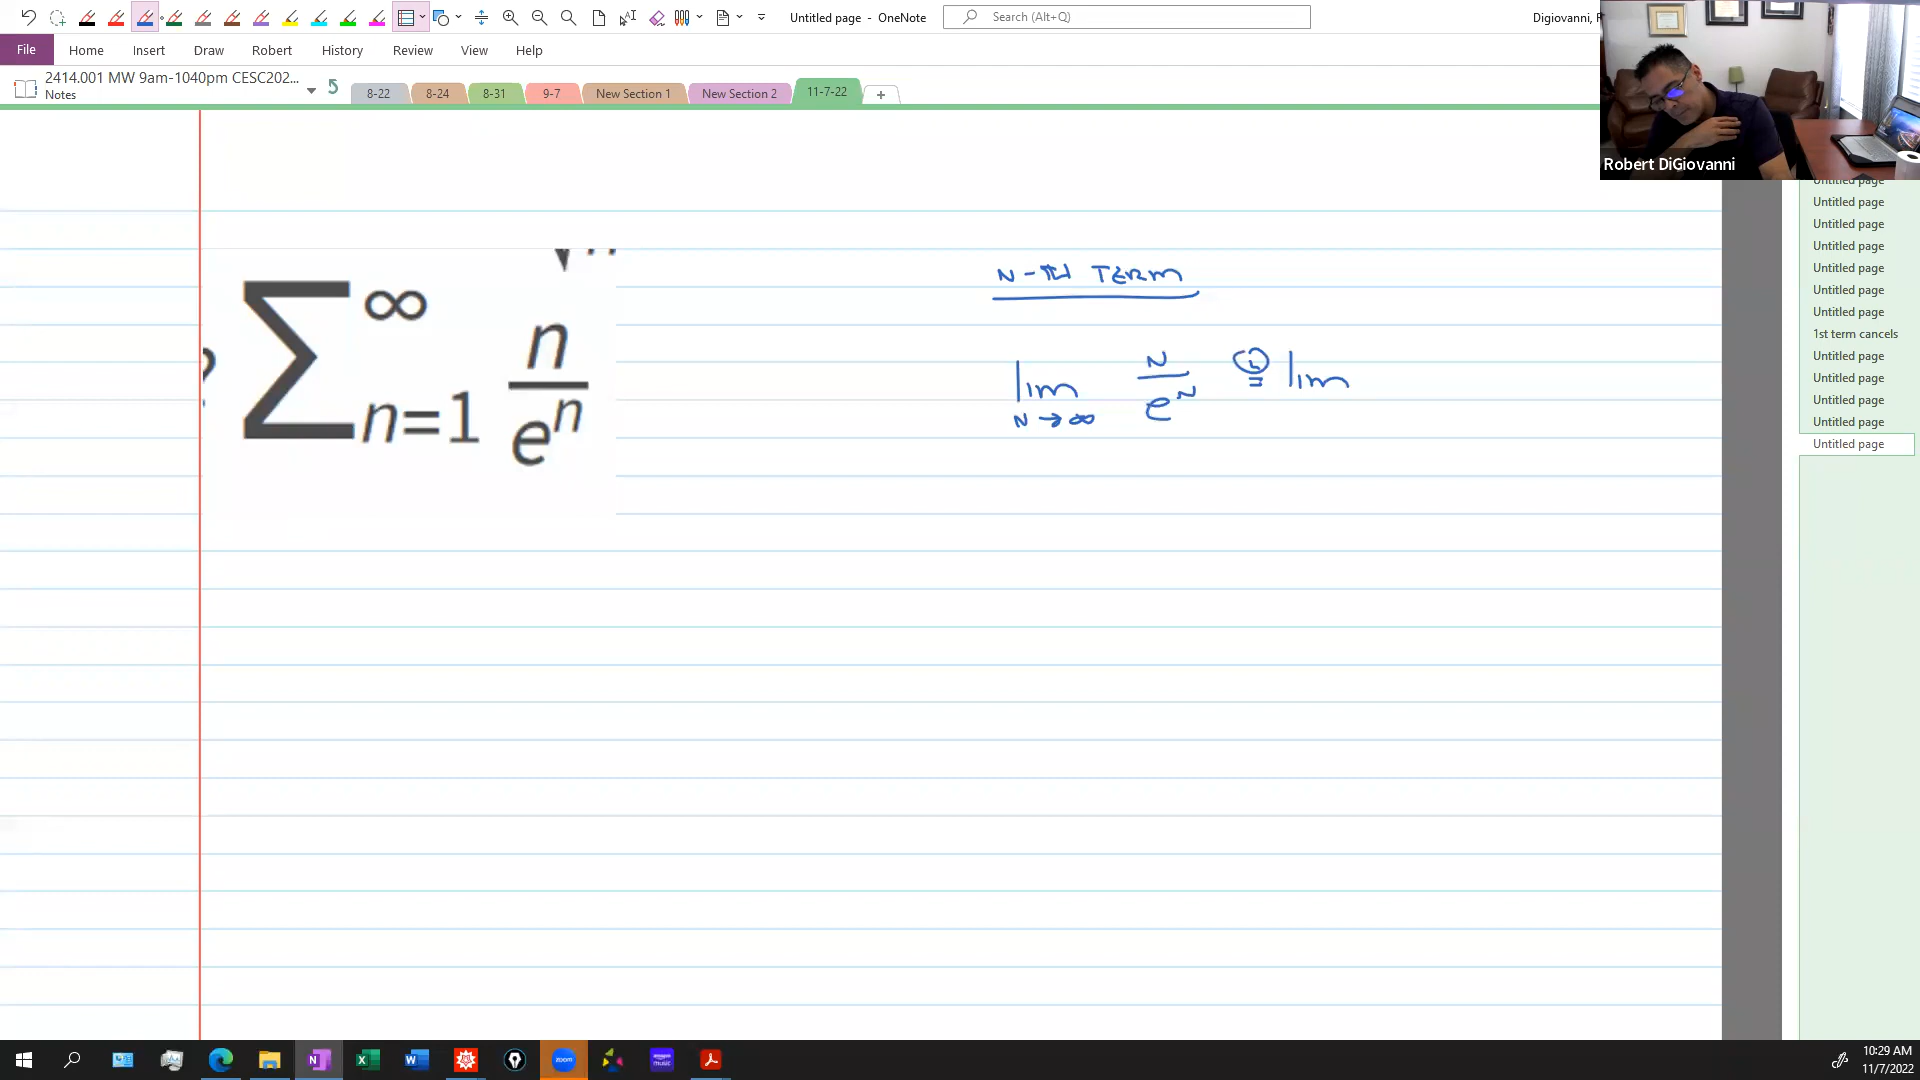 Untitled page - OneNote
Search (Alt+Q)
Digiovanni, R
File Home Insert Draw Robert History Review View Help
2414.001 MW 9am-1040pm CESC202...
Notes
8-22 8-24 8-31 9-7 New Section 1 New Section 2 11-7-22 +
Robert DiGiovanni
Untitled page
Untitled page
Untitled page
Untitled page
Untitled page
Untitled page
Untitled page
1st term cancels
Untitled page
Untitled page
Untitled page
Untitled page
Untitled page
∑ ∞ n=1 n/e^n
N-TH TERM
lim N→∞ N/e^N = lim
10:29 AM
11/7/2022